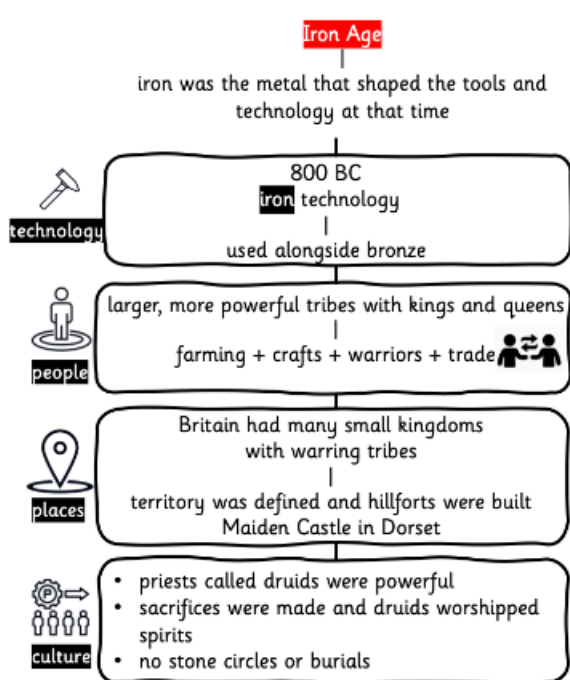 Iron Age
iron was the metal that shaped the tools and
technology at that time
technology
800 BC
iron technology
used alongside bronze
people
larger, more powerful tribes with kings and queens
farming + crafts + warriors + trade
places
Britain had many small kingdoms
with warring tribes
territory was defined and hillforts were built
Maiden Castle in Dorset
culture
• priests called druids were powerful
• sacrifices were made and druids worshipped
spirits
• no stone circles or burials
P